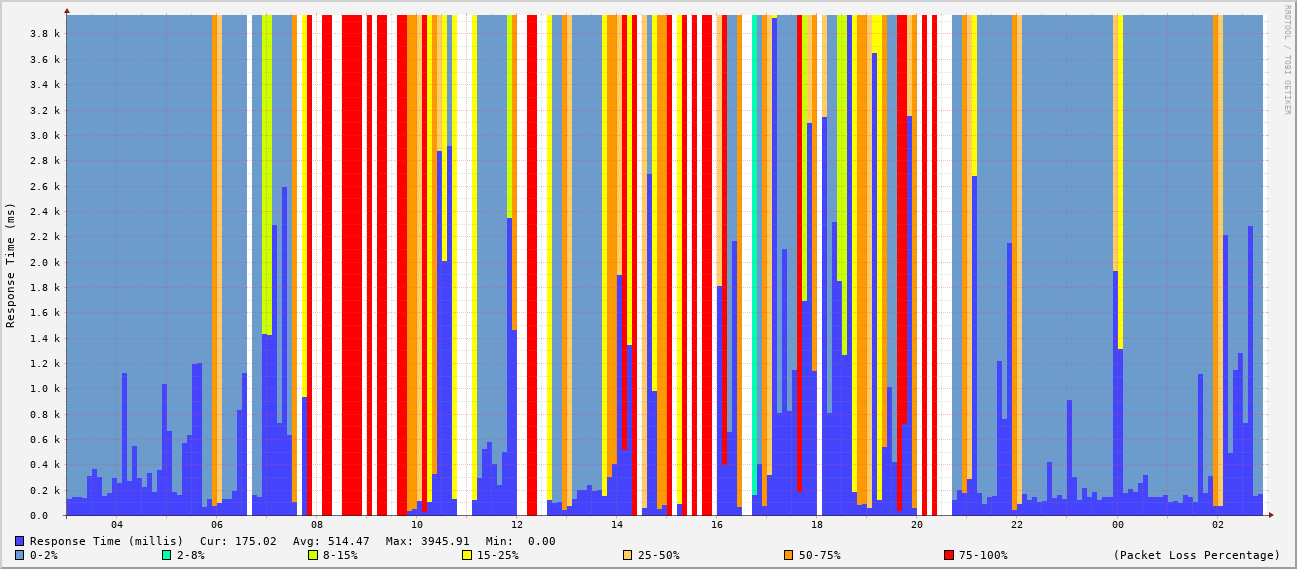 RRDTOOL / TOBI OETIKER
Response Time (ms)
3.8 k
3.6 k
3.4 k
3.2 k
3.0 k
2.8 k
2.6 k
2.4 k
2.2 k
2.0 k
1.8 k
1.6 k
1.4 k
1.2 k
1.0 k
0.8 k
0.6 k
0.4 k
0.2 k
0.0
04 06 08 10 12 14 16 18 20 22 00 02
Response Time (millis) Cur: 175.02 Avg: 514.47 Max: 3945.91 Min: 0.00
0-2% 2-8% 8-15% 15-25% 25-50% 50-75% 75-100% (Packet Loss Percentage)